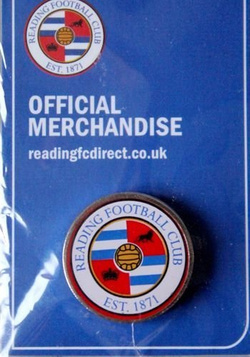 READING FOOTBALL CLUB
EST. 1871
OFFICIAL
MERCHANDISE
readingfcdirect.co.uk
READING FOOTBALL CLUB
EST. 1871